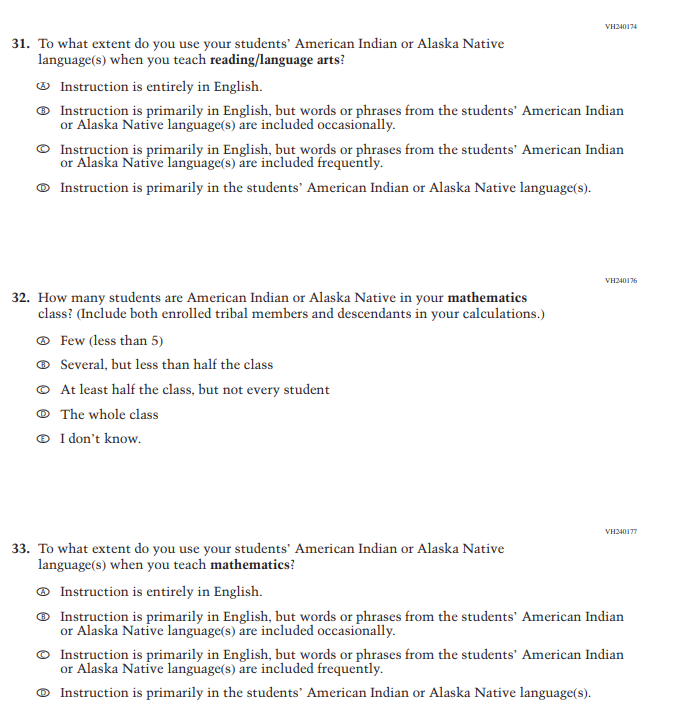 VH240174
31. To what extent do you use your students' American Indian or Alaska Native
language(s) when you teach reading/language arts?
A Instruction is entirely in English.
B Instruction is primarily in English, but words or phrases from the students' American Indian
or Alaska Native language(s) are included occasionally.
C Instruction is primarily in English, but words or phrases from the students' American Indian
or Alaska Native language(s) are included frequently.
D Instruction is primarily in the students' American Indian or Alaska Native language(s).
VH240176
32. How many students are American Indian or Alaska Native in your mathematics
class? (Include both enrolled tribal members and descendants in your calculations.)
A Few (less than 5)
B Several, but less than half the class
C At least half the class, but not every student
D The whole class
E I don't know.
VH240177
33. To what extent do you use your students' American Indian or Alaska Native
language(s) when you teach mathematics?
A Instruction is entirely in English.
B Instruction is primarily in English, but words or phrases from the students' American Indian
or Alaska Native language(s) are included occasionally.
C Instruction is primarily in English, but words or phrases from the students' American Indian
or Alaska Native language(s) are included frequently.
D Instruction is primarily in the students' American Indian or Alaska Native language(s).